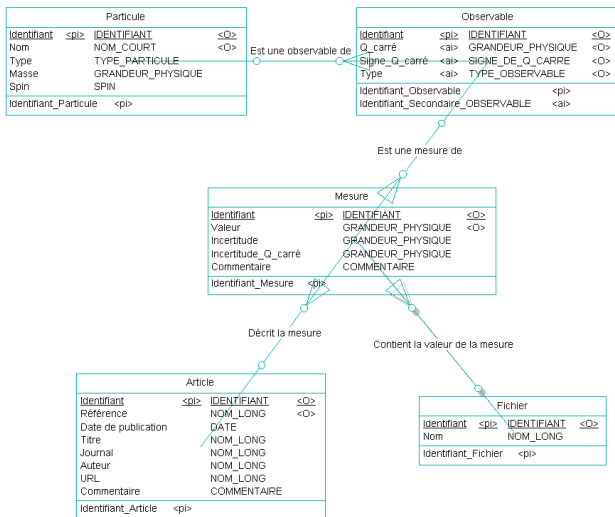 Particule
Identifiant <pi> IDENTIFIANT <O>
Nom NOM_COURT <O>
Type TYPE_PARTICULE
Masse GRANDEUR_PHYSIQUE
Spin SPIN
Identifiant_Particule <pi>
Est une observable de
Observable
Identifiant <pi> IDENTIFIANT <O>
Q_carré <ai> GRANDEUR_PHYSIQUE <O>
Signe_Q_carré <ai> SIGNE_DE_Q_CARRE <O>
Type <ai> TYPE_OBSERVABLE <O>
Identifiant_Observable <pi>
Identifiant_Secondaire_OBSERVABLE <ai>
Est une mesure de
Mesure
Identifiant <pi> IDENTIFIANT <O>
Valeur GRANDEUR_PHYSIQUE <O>
Incertitude GRANDEUR_PHYSIQUE
Incertitude_Q_carré GRANDEUR_PHYSIQUE
Commentaire COMMENTAIRE
Identifiant_Mesure <pi>
Décrit la mesure
Contient la valeur de la mesure
Article
Identifiant <pi> IDENTIFIANT <O>
Référence NOM_LONG <O>
Date de publication DATE
Titre NOM_LONG
Journal NOM_LONG
Auteur NOM_LONG
URL NOM_LONG
Commentaire COMMENTAIRE
Identifiant_Article <pi>
Fichier
Identifiant <pi> IDENTIFIANT <O>
Nom NOM_LONG
Identifiant_Fichier <pi>